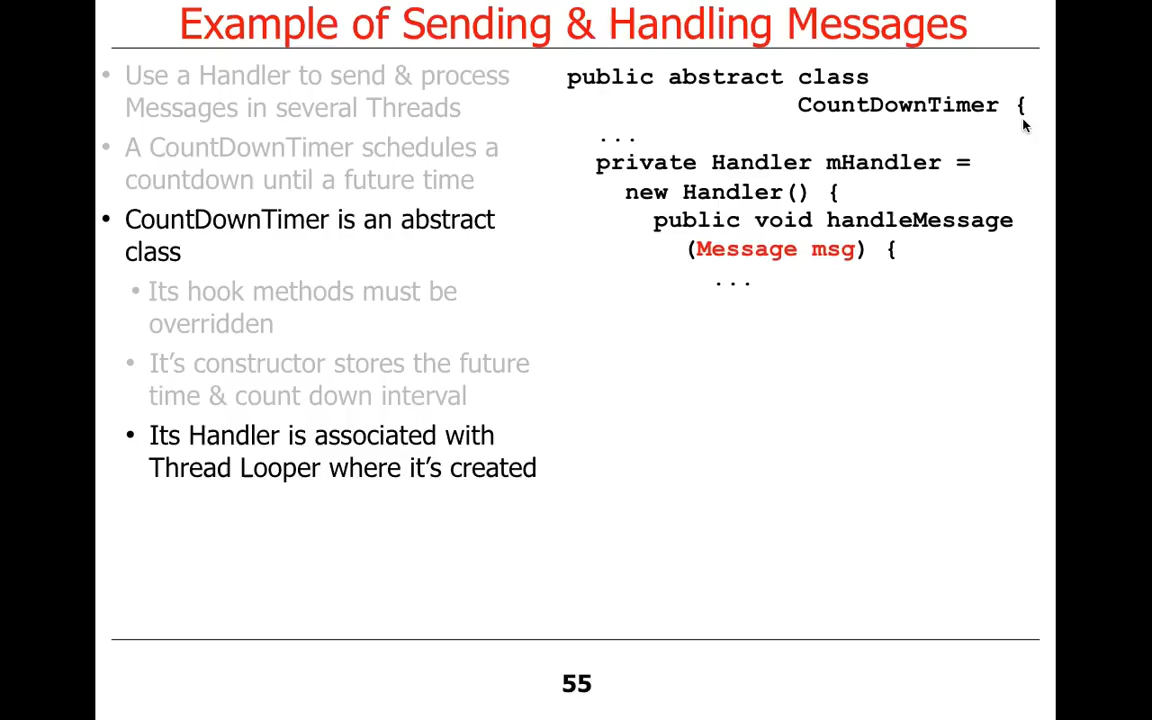 Example of Sending & Handling Messages
• Use a Handler to send & process
Messages in several Threads
• A CountDownTimer schedules a
countdown until a future time
• CountDownTimer is an abstract
class
• Its hook methods must be
overridden
• It’s constructor stores the future
time & count down interval
• Its Handler is associated with
Thread Looper where it’s created
public abstract class
CountDownTimer {
...
private Handler mHandler =
new Handler() {
public void handleMessage
(Message msg) {
...
55